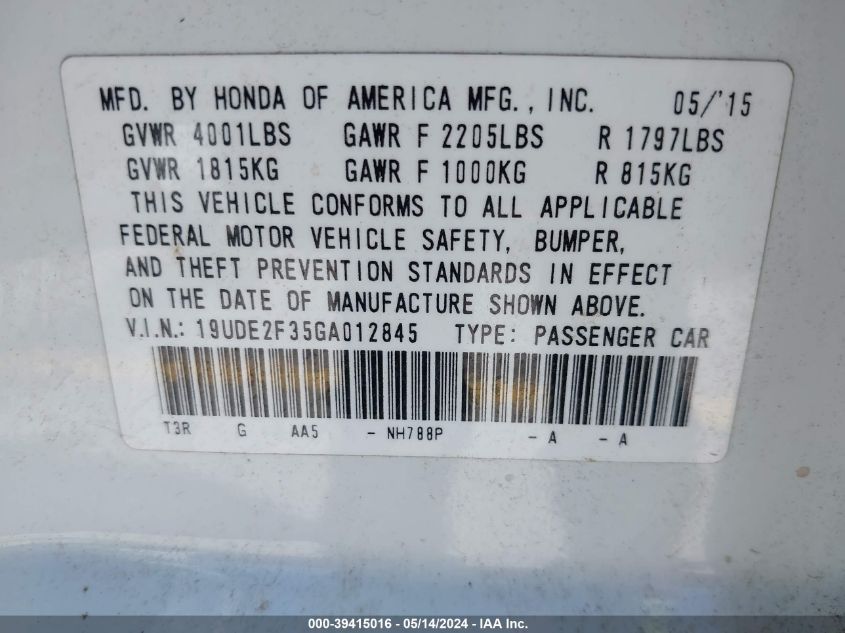 MFD. BY HONDA OF AMERICA MFG., INC. 05/'15
GVWR 4001LBS GAWR F 2205LBS R 1797LBS
GVWR 1815KG GAWR F 1000KG R 815KG
THIS VEHICLE CONFORMS TO ALL APPLICABLE
FEDERAL MOTOR VEHICLE SAFETY, BUMPER,
AND THEFT PREVENTION STANDARDS IN EFFECT
ON THE DATE OF MANUFACTURE SHOWN ABOVE.
V.I.N.: 19UDE2F35GA012845 TYPE: PASSENGER CAR
T3R G AA5 - NH788P - A - A
000-39415016 - 05/14/2024 - IAA Inc.